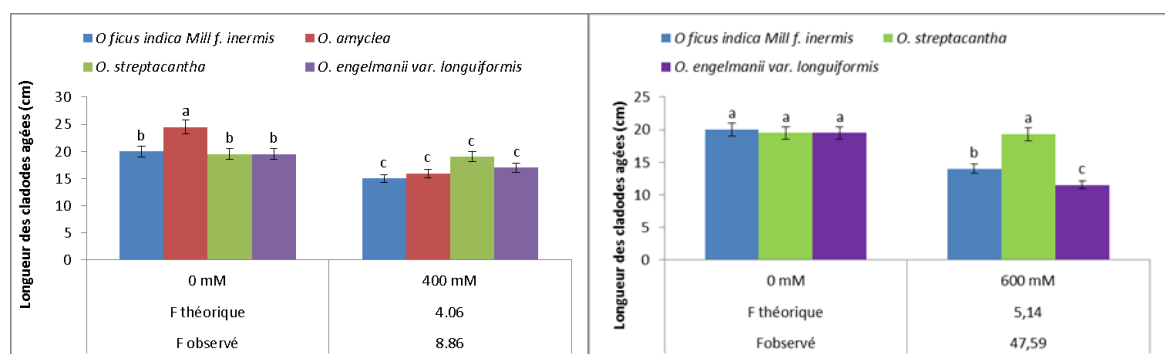 O ficus indica Mill f. inermis
O. amyclea
O. streptacantha
O. engelmanii var. longuiformis
Longueur des cladodes agées (cm)
30
25
20
15
10
5
0
b
a
b
b
c
c
c
c
0 mM
400 mM
F théorique
4.06
F observé
8.86
O ficus indica Mill f. inermis
O. streptacantha
O. engelmanii var. longuiformis
Longueur des cladodes agées (cm)
25
20
15
10
5
0
a
a
a
b
a
c
0 mM
600 mM
F théorique
5,14
Fobservé
47,59